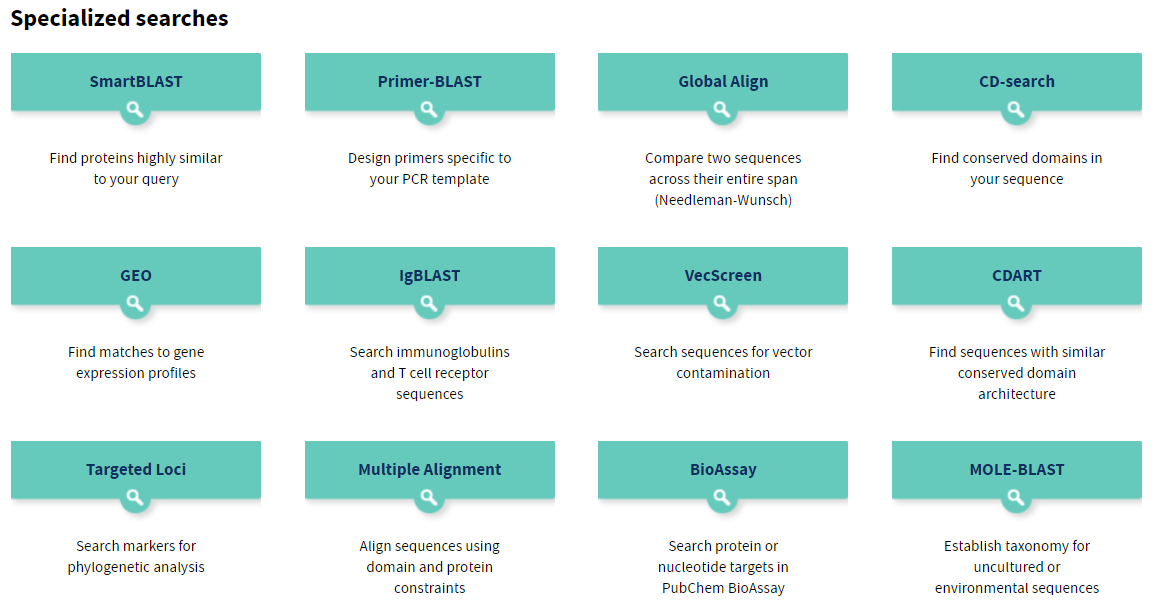 Specialized searches
SmartBLAST
Find proteins highly similar
to your query
Primer-BLAST
Design primers specific to
your PCR template
Global Align
Compare two sequences
across their entire span
(Needleman-Wunsch)
CD-search
Find conserved domains in
your sequence
GEO
Find matches to gene
expression profiles
IgBLAST
Search immunoglobulins
and T cell receptor
sequences
VecScreen
Search sequences for vector
contamination
CDART
Find sequences with similar
conserved domain
architecture
Targeted Loci
Search markers for
phylogenetic analysis
Multiple Alignment
Align sequences using
domain and protein
constraints
BioAssay
Search protein or
nucleotide targets in
PubChem BioAssay
MOLE-BLAST
Establish taxonomy for
uncultured or
environmental sequences